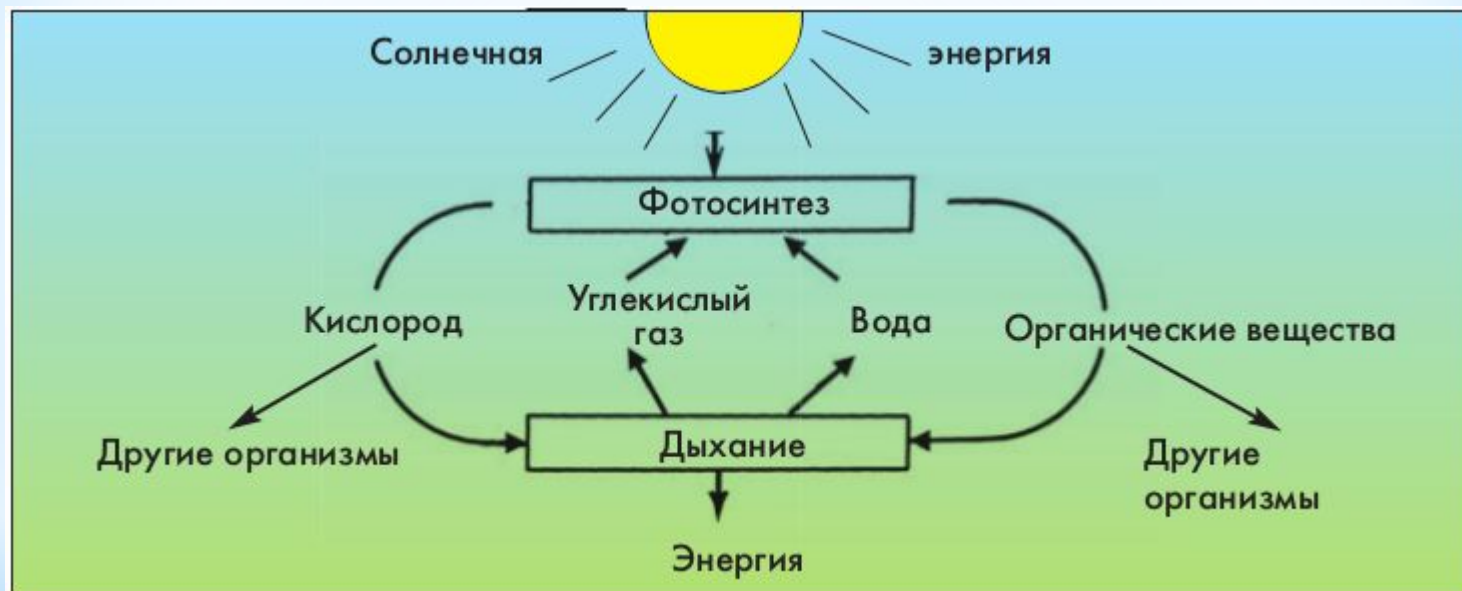 Солнечная энергия
Фотосинтез
Углекислый
газ
Кислород
Вода
Органические вещества
Другие организмы
Дыхание
Другие
организмы
Энергия